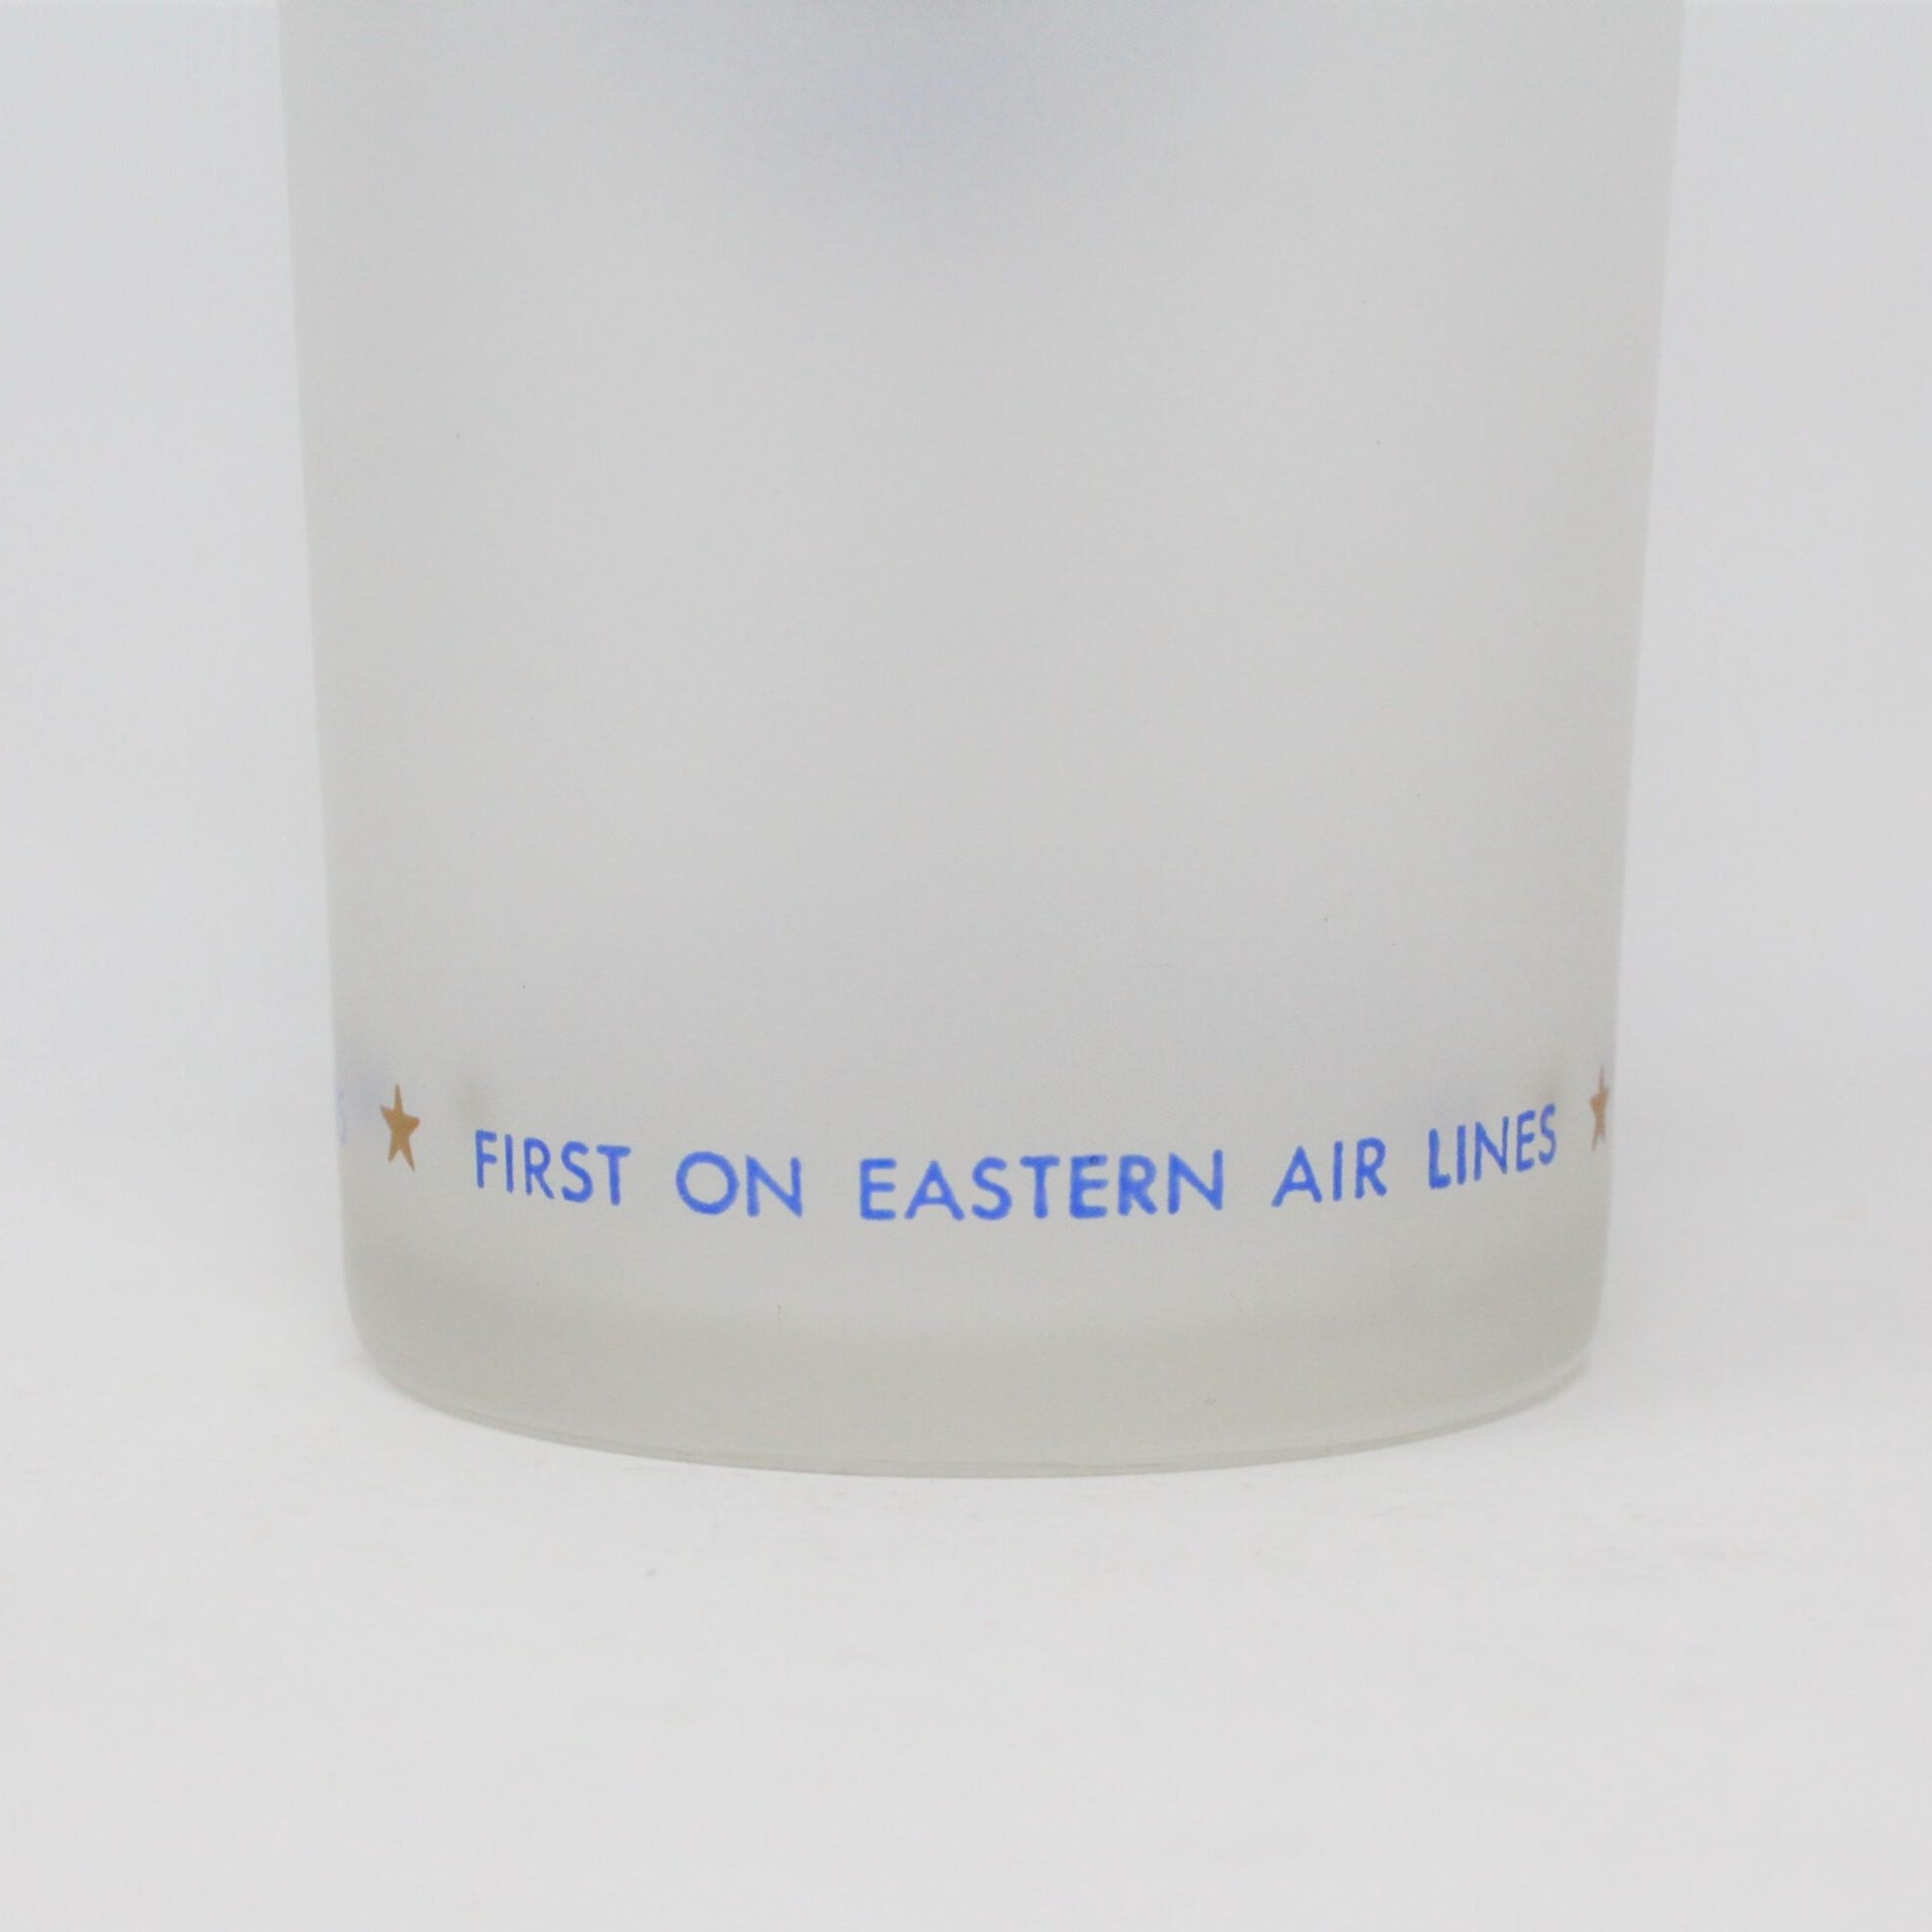 FIRST ON EASTERN AIR LINES